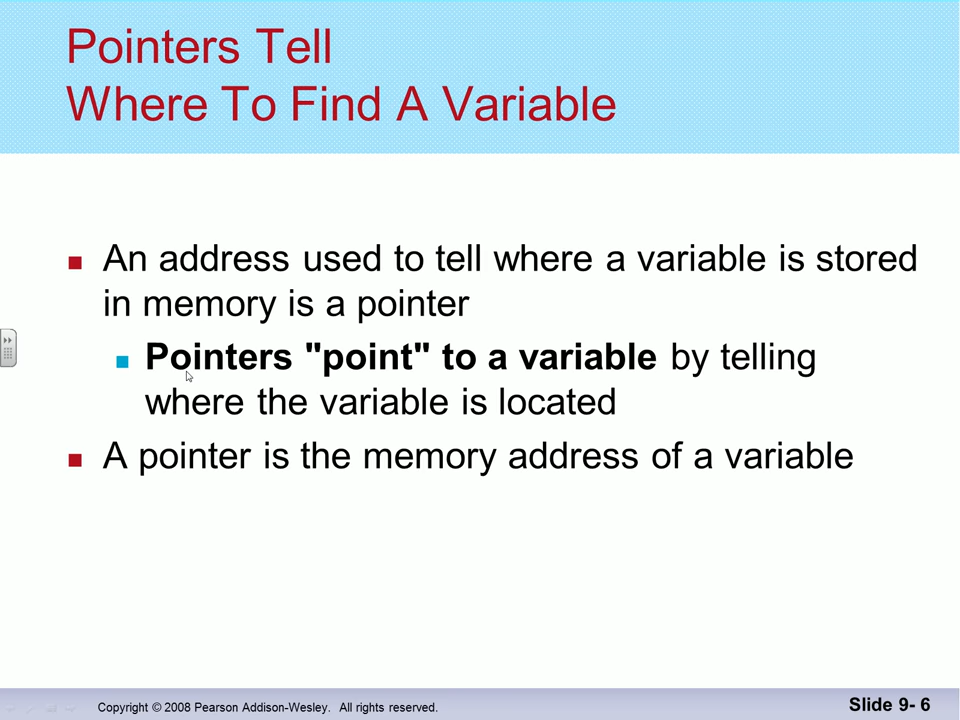 Pointers Tell
Where To Find A Variable
An address used to tell where a variable is stored
in memory is a pointer
Pointers "point" to a variable by telling
where the variable is located
A pointer is the memory address of a variable
Copyright © 2008 Pearson Addison-Wesley. All rights reserved.
Slide 9- 6